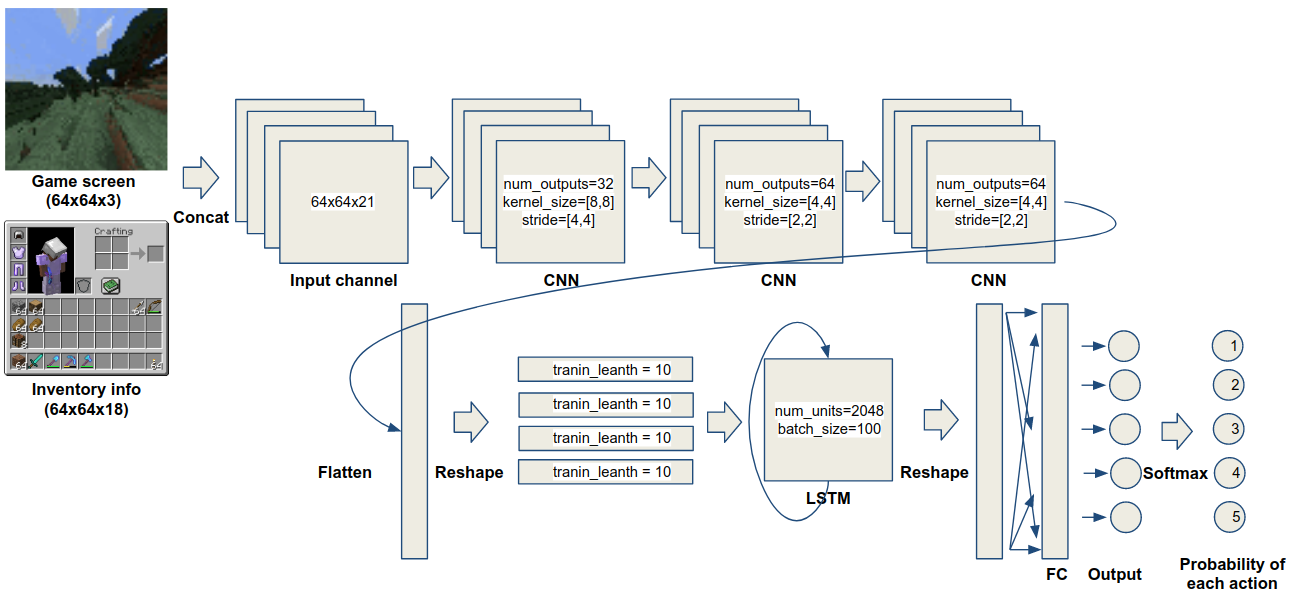 Game screen
(64x64x3)
Crafting
64
64
64
64
64
8
64
64
Inventory info
(64x64x18)
Concat
64x64x21
Input channel
num_outputs=32
kernel_size=[8,8]
stride=[4,4]
CNN
num_outputs=64
kernel_size=[4,4]
stride=[2,2]
CNN
num_outputs=64
kernel_size=[4,4]
stride=[2,2]
CNN
Flatten
Reshape
tranin_leanth = 10
tranin_leanth = 10
tranin_leanth = 10
tranin_leanth = 10
num_units=2048
batch_size=100
LSTM
Reshape
FC
Output
Softmax
1
2
3
4
5
Probability of
each action